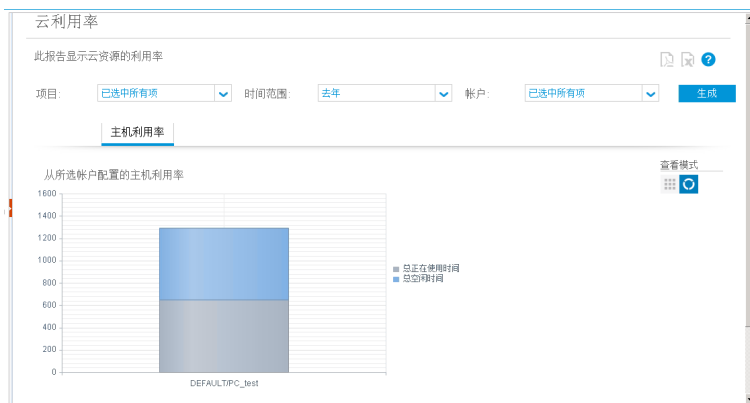 云利用率
此报告显示云资源的利用率
项目: 已选中所有项 时间范围: 去年 帐户: 已选中所有项 生成
主机利用率
查看模式
从所选帐户配置的主机利用率
1600
1400
1200
1000
800
600
400
200
0
总正在使用时间
总空闲时间
DEFAULT/PC_test